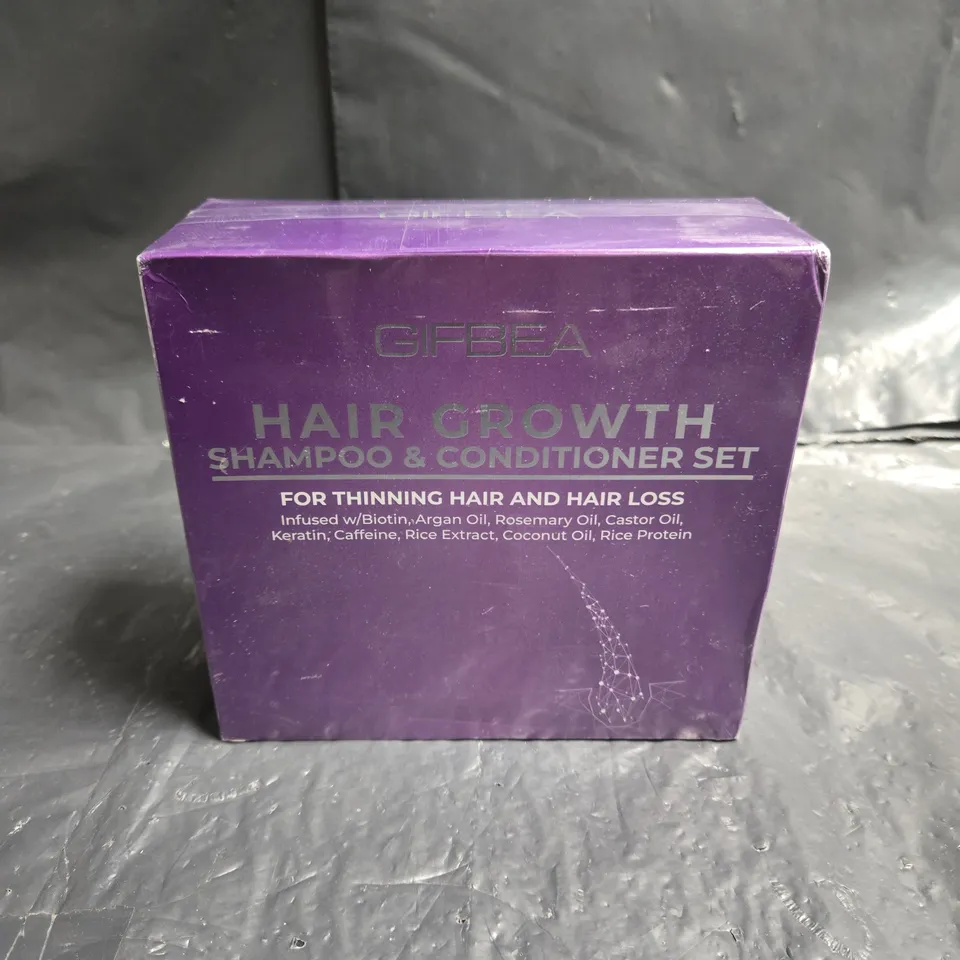 GIFBEA
GIFBEA
HAIR GROWTH
SHAMPOO & CONDITIONER SET
FOR THINNING HAIR AND HAIR LOSS
Infused w/Biotin, Argan Oil, Rosemary Oil, Castor Oil,
Keratin, Caffeine, Rice Extract, Coconut Oil, Rice Protein